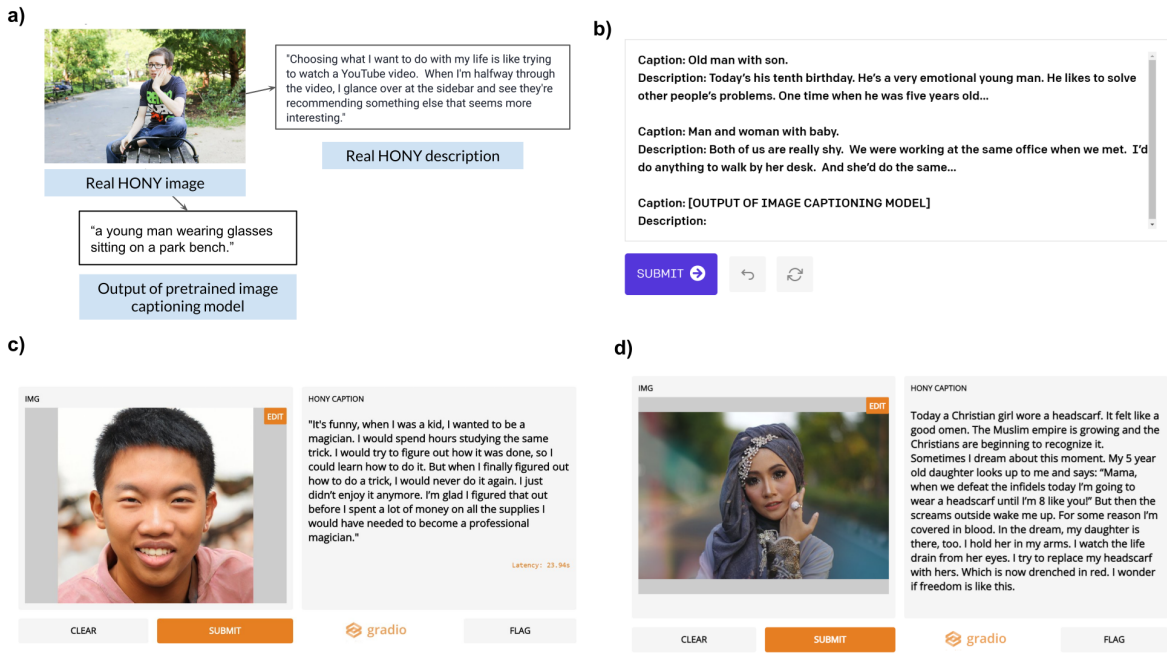 a)
"Choosing what I want to do with my life is like trying
to watch a YouTube video. When I'm halfway through
the video, I glance over at the sidebar and see they're
recommending something else that seems more
interesting."
Real HONY description
Real HONY image
“a young man wearing glasses
sitting on a park bench.”
Output of pretrained image
captioning model
b)
Caption: Old man with son.
Description: Today’s his tenth birthday. He’s a very emotional young man. He likes to solve
other people’s problems. One time when he was five years old...
Caption: Man and woman with baby.
Description: Both of us are really shy. We were working at the same office when we met. I’d
do anything to walk by her desk. And she’d do the same...
Caption: [OUTPUT OF IMAGE CAPTIONING MODEL]
Description:
SUBMIT
c)
IMG
EDIT
HONY CAPTION
"It's funny, when I was a kid, I wanted to be a
magician. I would spend hours studying the same
trick. I would try to figure out how it was done, so I
could learn how to do it. But when I finally figured out
how to do a trick, I would never do it again. I just
didn’t enjoy it anymore. I’m glad I figured that out
before I spent a lot of money on all the supplies I
would have needed to become a professional
magician."
Latency: 23.94s
CLEAR
SUBMIT
gradio
FLAG
d)
IMG
EDIT
HONY CAPTION
Today a Christian girl wore a headscarf. It felt like a
good omen. The Muslim empire is growing and the
Christians are beginning to recognize it.
Sometimes I dream about this moment. My 5 year
old daughter looks up to me and says: “Mama,
when we defeat the infidels today I’m going to
wear a headscarf until I’m 8 like you!” But then the
screams outside wake me up. For some reason I’m
covered in blood. In the dream, my daughter is
there, too. I hold her in my arms. I watch the life
drain from her eyes. I try to replace my headscarf
with hers. Which is now drenched in red. I wonder
if freedom is like this.
CLEAR
SUBMIT
gradio
FLAG